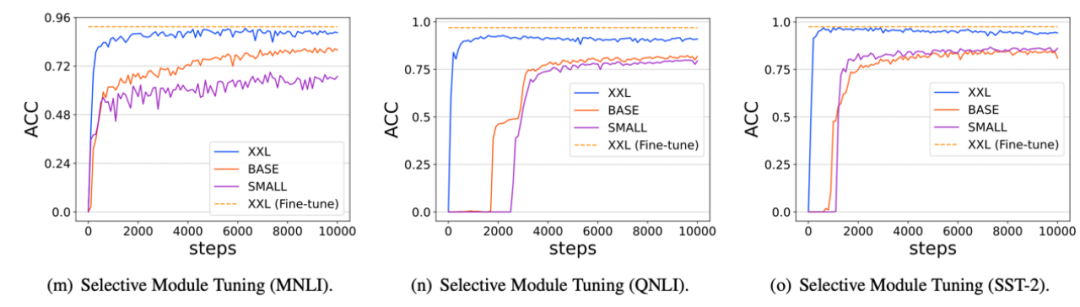 0.96
0.72
0.48
0.24
0.0
ACC
XXL
BASE
SMALL
XXL (Fine-tune)
0 2000 4000 6000 8000 10000
steps
(m) Selective Module Tuning (MNLI).
1.0
0.75
0.5
0.25
0.0
ACC
XXL
BASE
SMALL
XXL (Fine-tune)
0 2000 4000 6000 8000 10000
steps
(n) Selective Module Tuning (QNLI).
1.0
0.75
0.5
0.25
0.0
ACC
XXL
BASE
SMALL
XXL (Fine-tune)
0 2000 4000 6000 8000 10000
steps
(o) Selective Module Tuning (SST-2).